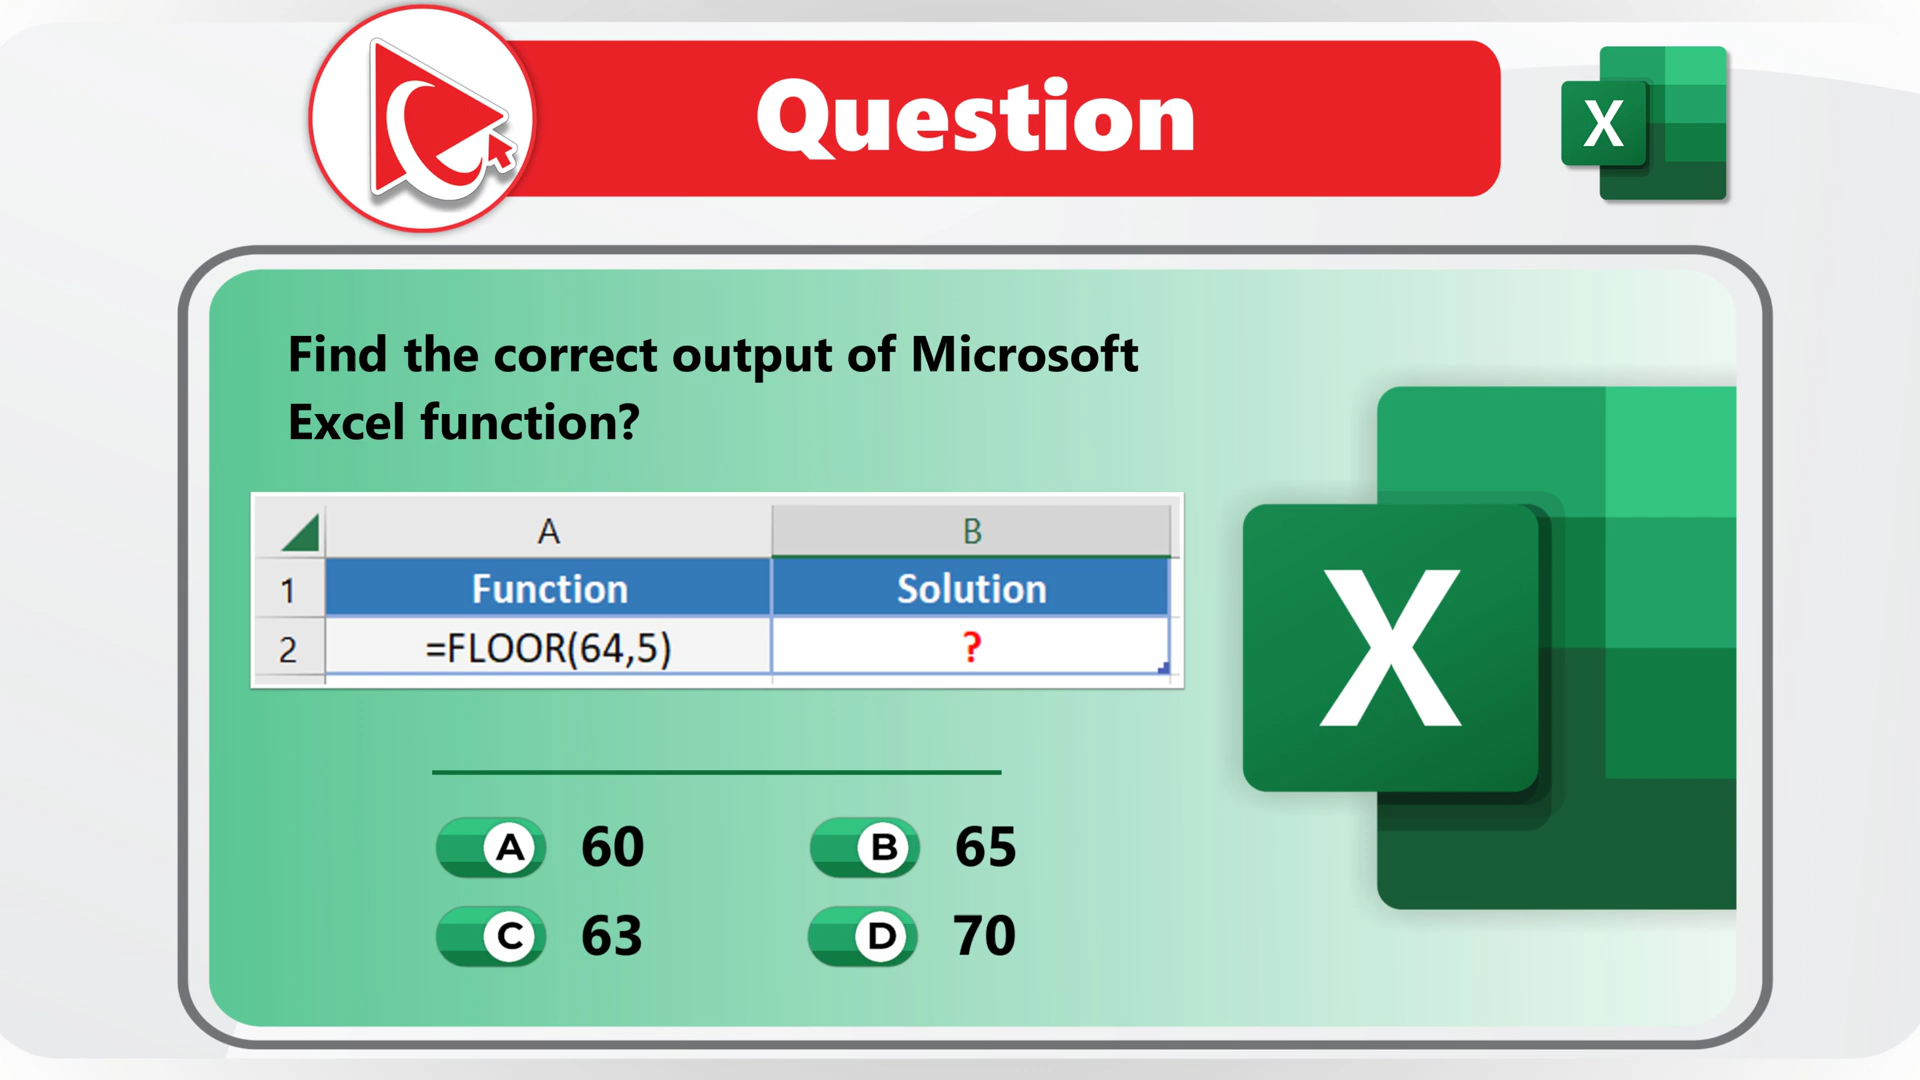 Question
X
Find the correct output of Microsoft
Excel function?
A B
1 Function Solution
2 =FLOOR(64,5) ?
X
A 60 B 65
C 63 D 70